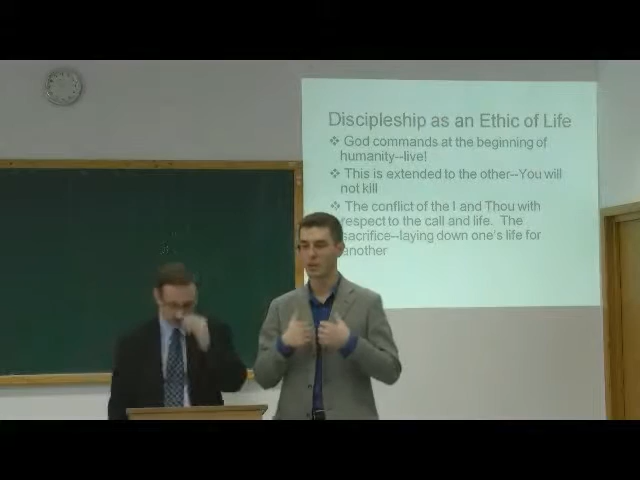 Discipleship as an Ethic of Life
❖ God commands at the beginning of
humanity--live!
❖ This is extended to the other--You will
not kill
❖ The conflict of the I and Thou with
respect to the call and life. The
sacrifice--laying down one's life for
another